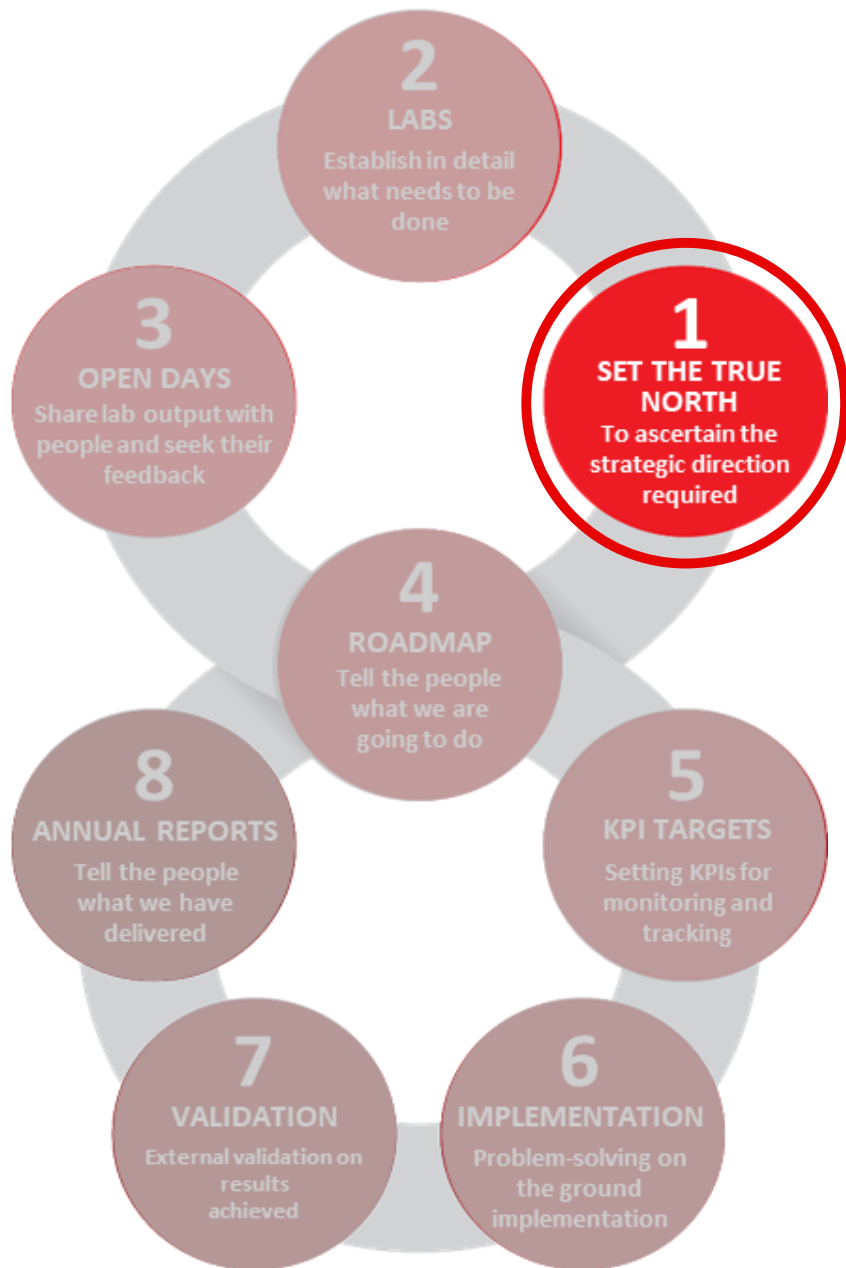 1
SET THE TRUE
NORTH
To ascertain the
strategic direction
required
2
LABS
Establish in detail
what needs to be
done
3
OPEN DAYS
Share lab output with
people and seek their
feedback
4
ROADMAP
Tell the people
what we are
going to do
5
KPI TARGETS
Setting KPIs for
monitoring and
tracking
6
IMPLEMENTATION
Problem-solving on
the ground
implementation
7
VALIDATION
External validation on
results
achieved
8
ANNUAL REPORTS
Tell the people
what we have
delivered